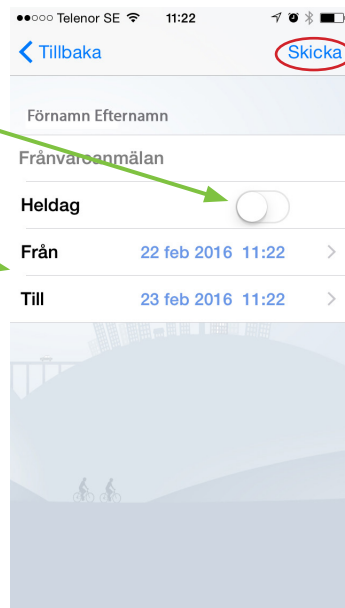 Telenor SE 11:22
Tillbaka Skicka
Förnamn Efternamn
Frånvaroanmälan
Heldag
Från 22 feb 2016 11:22
Till 23 feb 2016 11:22